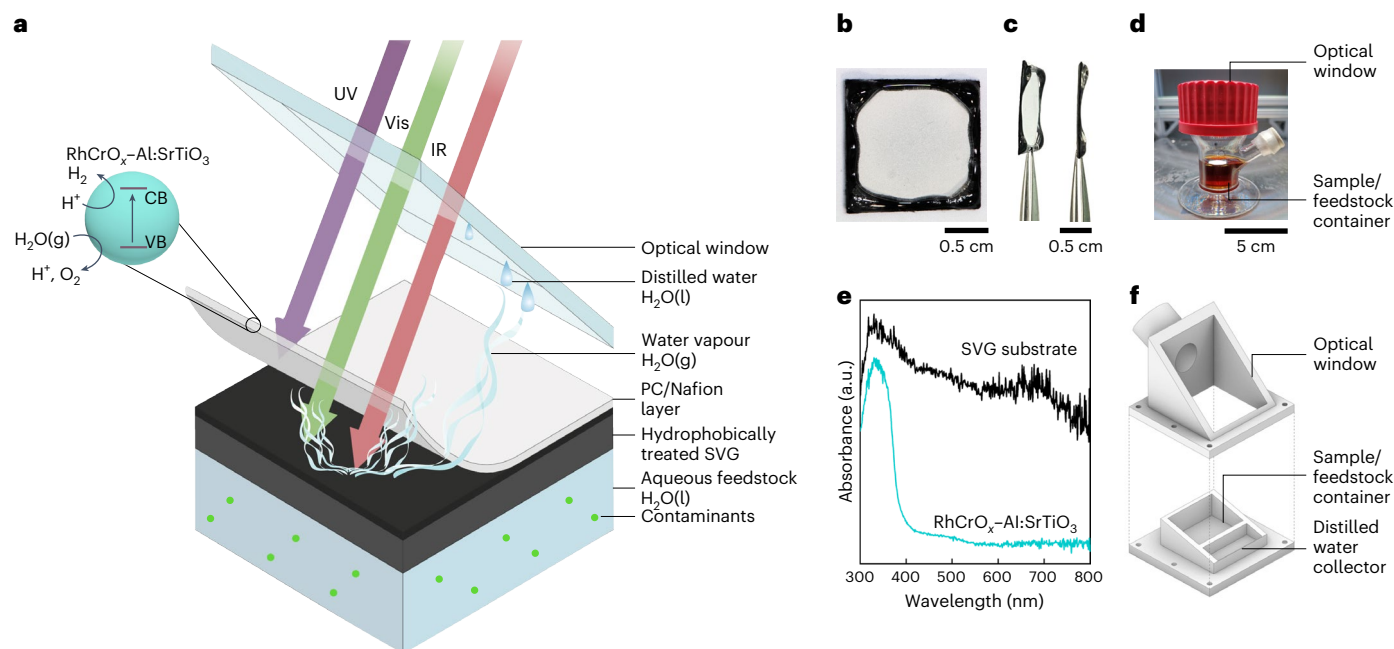 a
UV
Vis
IR
RhCrOₓ–Al:SrTiO₃
H₂
H⁺
CB
H₂O(g)
VB
H⁺, O₂
Optical window
Distilled water
H₂O(l)
Water vapour
H₂O(g)
PC/Nafion
layer
Hydrophobically
treated SVG
Aqueous feedstock
H₂O(l)
Contaminants
b
0.5 cm
c
0.5 cm
d
Optical
window
Sample/
feedstock
container
5 cm
e
Absorbance (a.u.)
SVG substrate
RhCrOₓ–Al:SrTiO₃
300 400 500 600 700 800
Wavelength (nm)
f
Optical
window
Sample/
feedstock
container
Distilled
water
collector